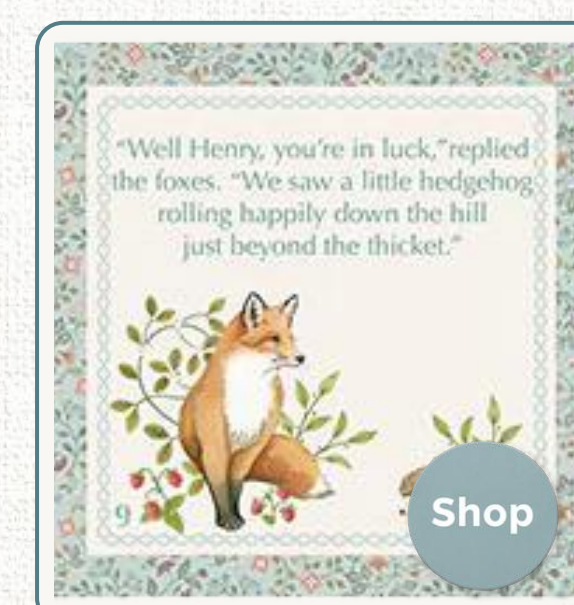 “Well Henry, you’re in luck,”replied
the foxes. “We saw a little hedgehog
rolling happily down the hill
just beyond the thicket.”
9
Shop